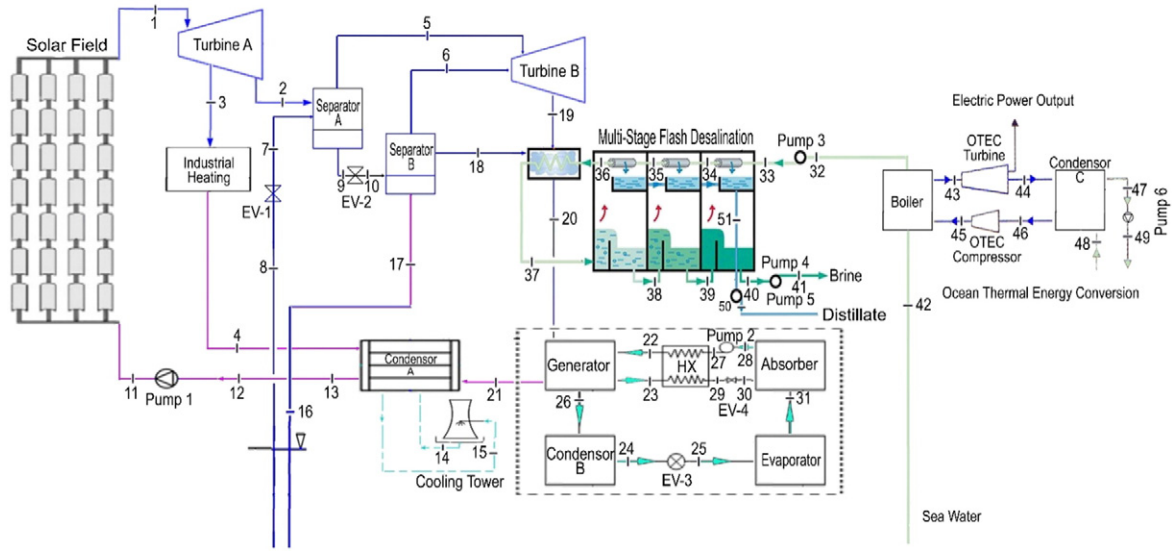 1
Solar Field
Turbine A
2
3
Industrial
Heating
4
5
6
Turbine B
Separator
A
Separator
B
7
EV-1
8
9
10
EV-2
17
18
19
20
16
Multi-Stage Flash Desalination
36
35
34
33
Pump 3
32
51
37
38
39
50
40
Pump 4
41
Brine
Pump 5
Distillate
Electric Power Output
OTEC
Turbine
Condensor
C
Boiler
43
44
45
46
OTEC
Compressor
47
48
49
Pump 6
Ocean Thermal Energy Conversion
42
Sea Water
11
Pump 1
12
13
Condensor
A
14
15
Cooling Tower
21
Generator
22
23
HX
Pump 2
27
28
29
30
EV-4
Absorber
31
26
Condensor
B
24
EV-3
25
Evaporator